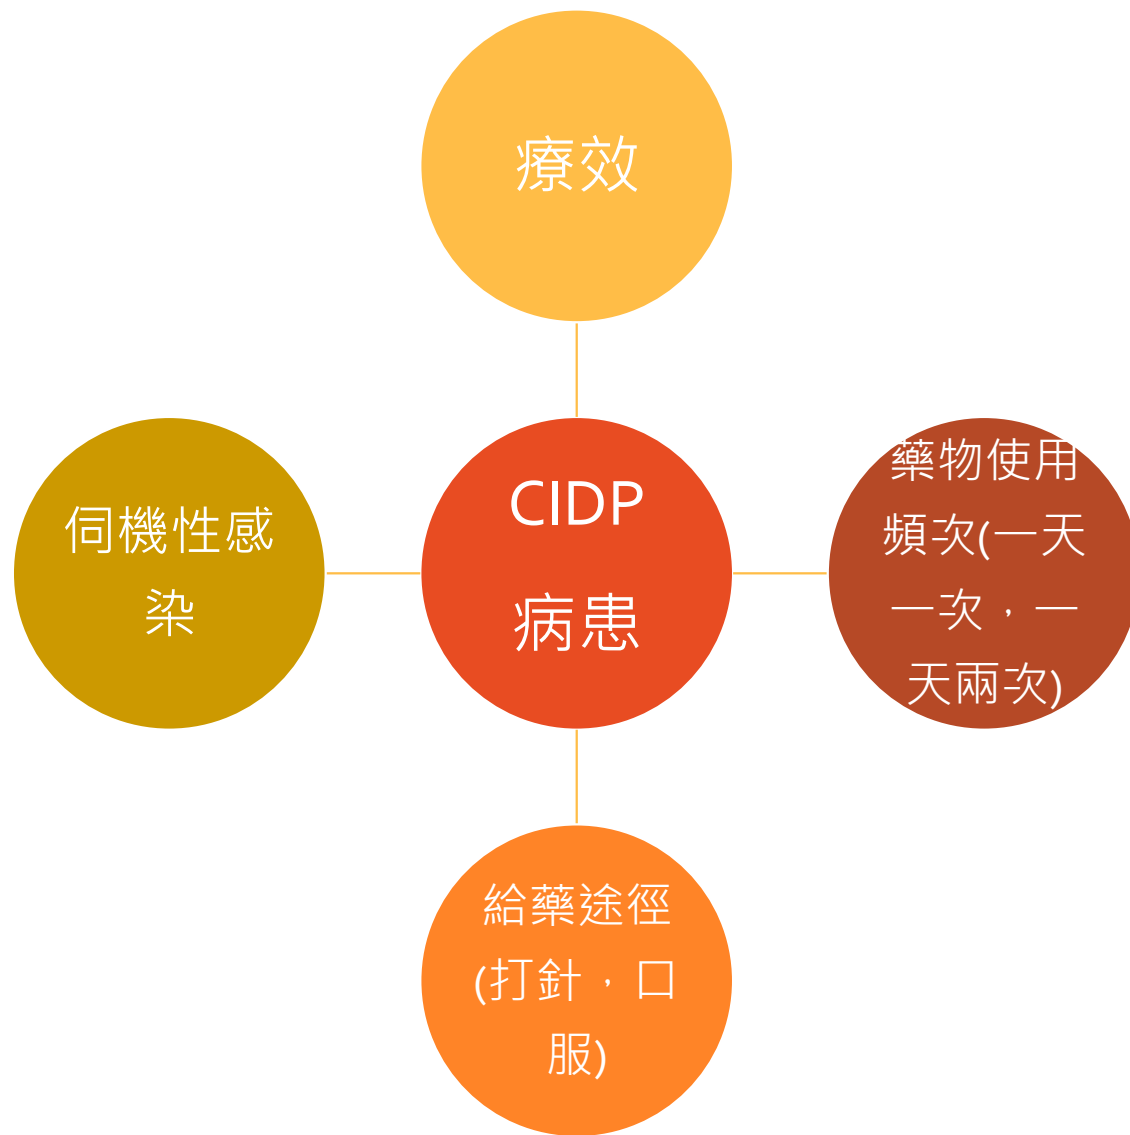 療效
伺機性感
染
CIDP
病患
藥物使用
頻次(一天
一次，一
天兩次)
給藥途徑
(打針，口
服)